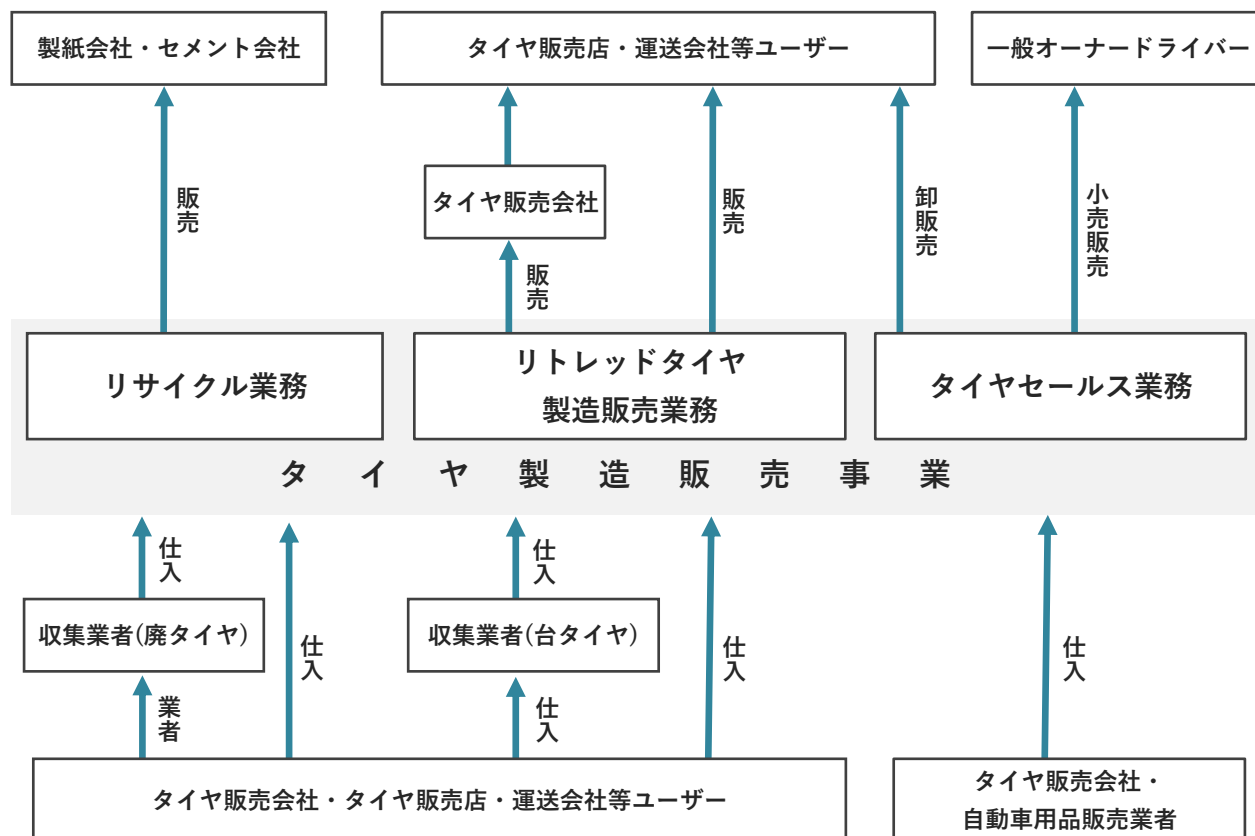 製紙会社・セメント会社
タイヤ販売店・運送会社等ユーザー
一般オーナードライバー
販売
タイヤ販売会社
販売
販売
卸販売
小売販売
リサイクル業務
リトレッドタイヤ
製造販売業務
タイヤセールス業務
タイヤ製造販売事業
仕入
仕入
収集業者(廃タイヤ)
仕入
収集業者(台タイヤ)
仕入
仕入
業者
仕入
タイヤ販売会社・タイヤ販売店・運送会社等ユーザー
タイヤ販売会社・
自動車用品販売業者